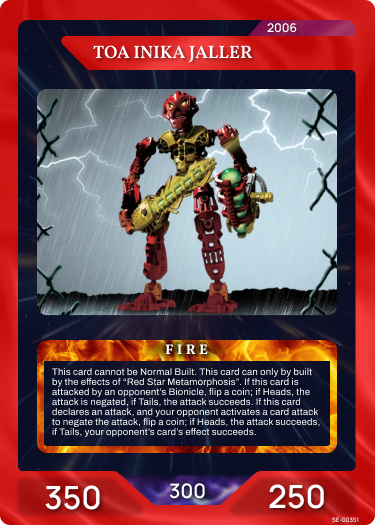 2006
TOA INIKA JALLER
FIRE
This card cannot be Normal Built. This card can only by built
by the effects of “Red Star Metamorphosis”. If this card is
attacked by an opponent’s Bionicle, flip a coin; if Heads, the
attack is negated, if Tails, the attack succeeds. If this card
declares an attack, and your opponent activates a card attack
to negate the attack, flip a coin; if Heads, the attack succeeds,
if Tails, your opponent’s card’s effect succeeds.
350
300
250
SE-00351